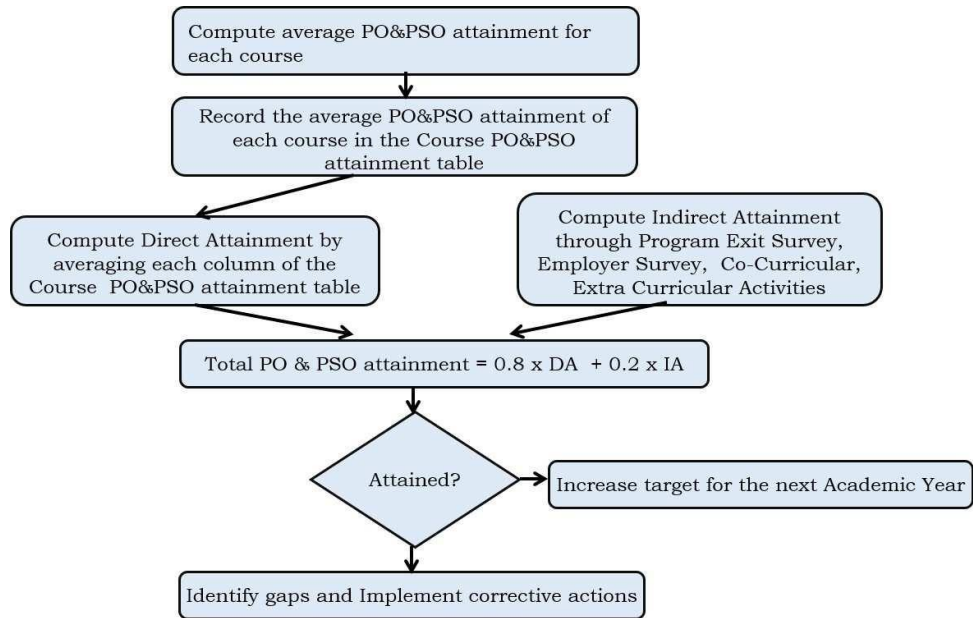 Compute average PO&PSO attainment for
each course
Record the average PO&PSO attainment of
each course in the Course PO&PSO
attainment table
Compute Direct Attainment by
averaging each column of the
Course PO&PSO attainment table
Compute Indirect Attainment
through Program Exit Survey,
Employer Survey, Co-Curricular,
Extra Curricular Activities
Total PO & PSO attainment = 0.8 x DA + 0.2 x IA
Attained?
Increase target for the next Academic Year
Identify gaps and Implement corrective actions